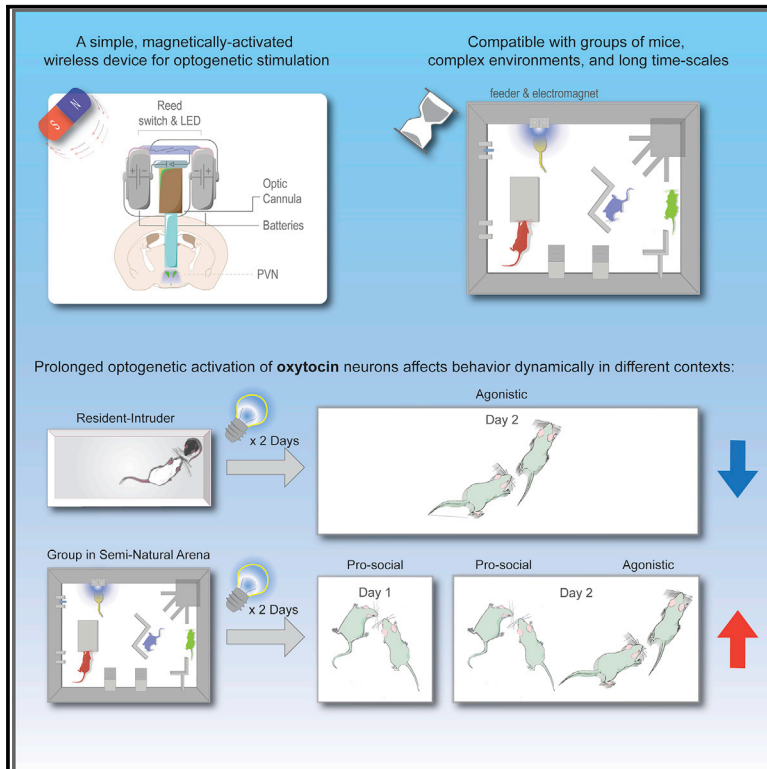 A simple, magnetically-activated
wireless device for optogenetic stimulation
Compatible with groups of mice,
complex environments, and long time-scales
N
S
Reed
switch & LED
Optic
Cannula
Batteries
PVN
feeder & electromagnet
Prolonged optogenetic activation of oxytocin neurons affects behavior dynamically in different contexts:
Resident-Intruder
x 2 Days
Agonistic
Day 2
Group in Semi-Natural Arena
x 2 Days
Pro-social
Day 1
Pro-social
Agonistic
Day 2